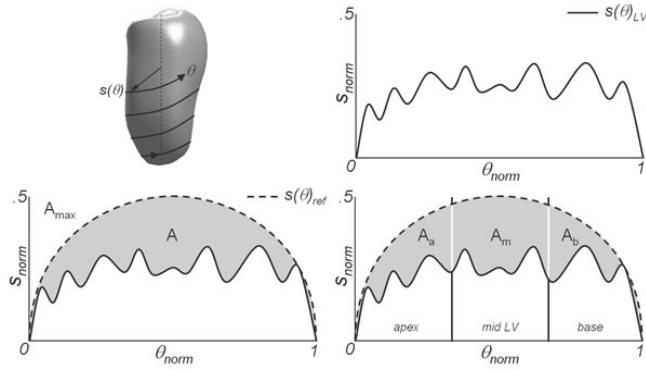 s(θ)
θ
.5
s(θ)LV
Snorm
0
θnorm
1
.5
s(θ)ref
Amax
A
Snorm
0
θnorm
1
.5
Aa
Am
Ab
Snorm
apex
mid LV
base
0
θnorm
1